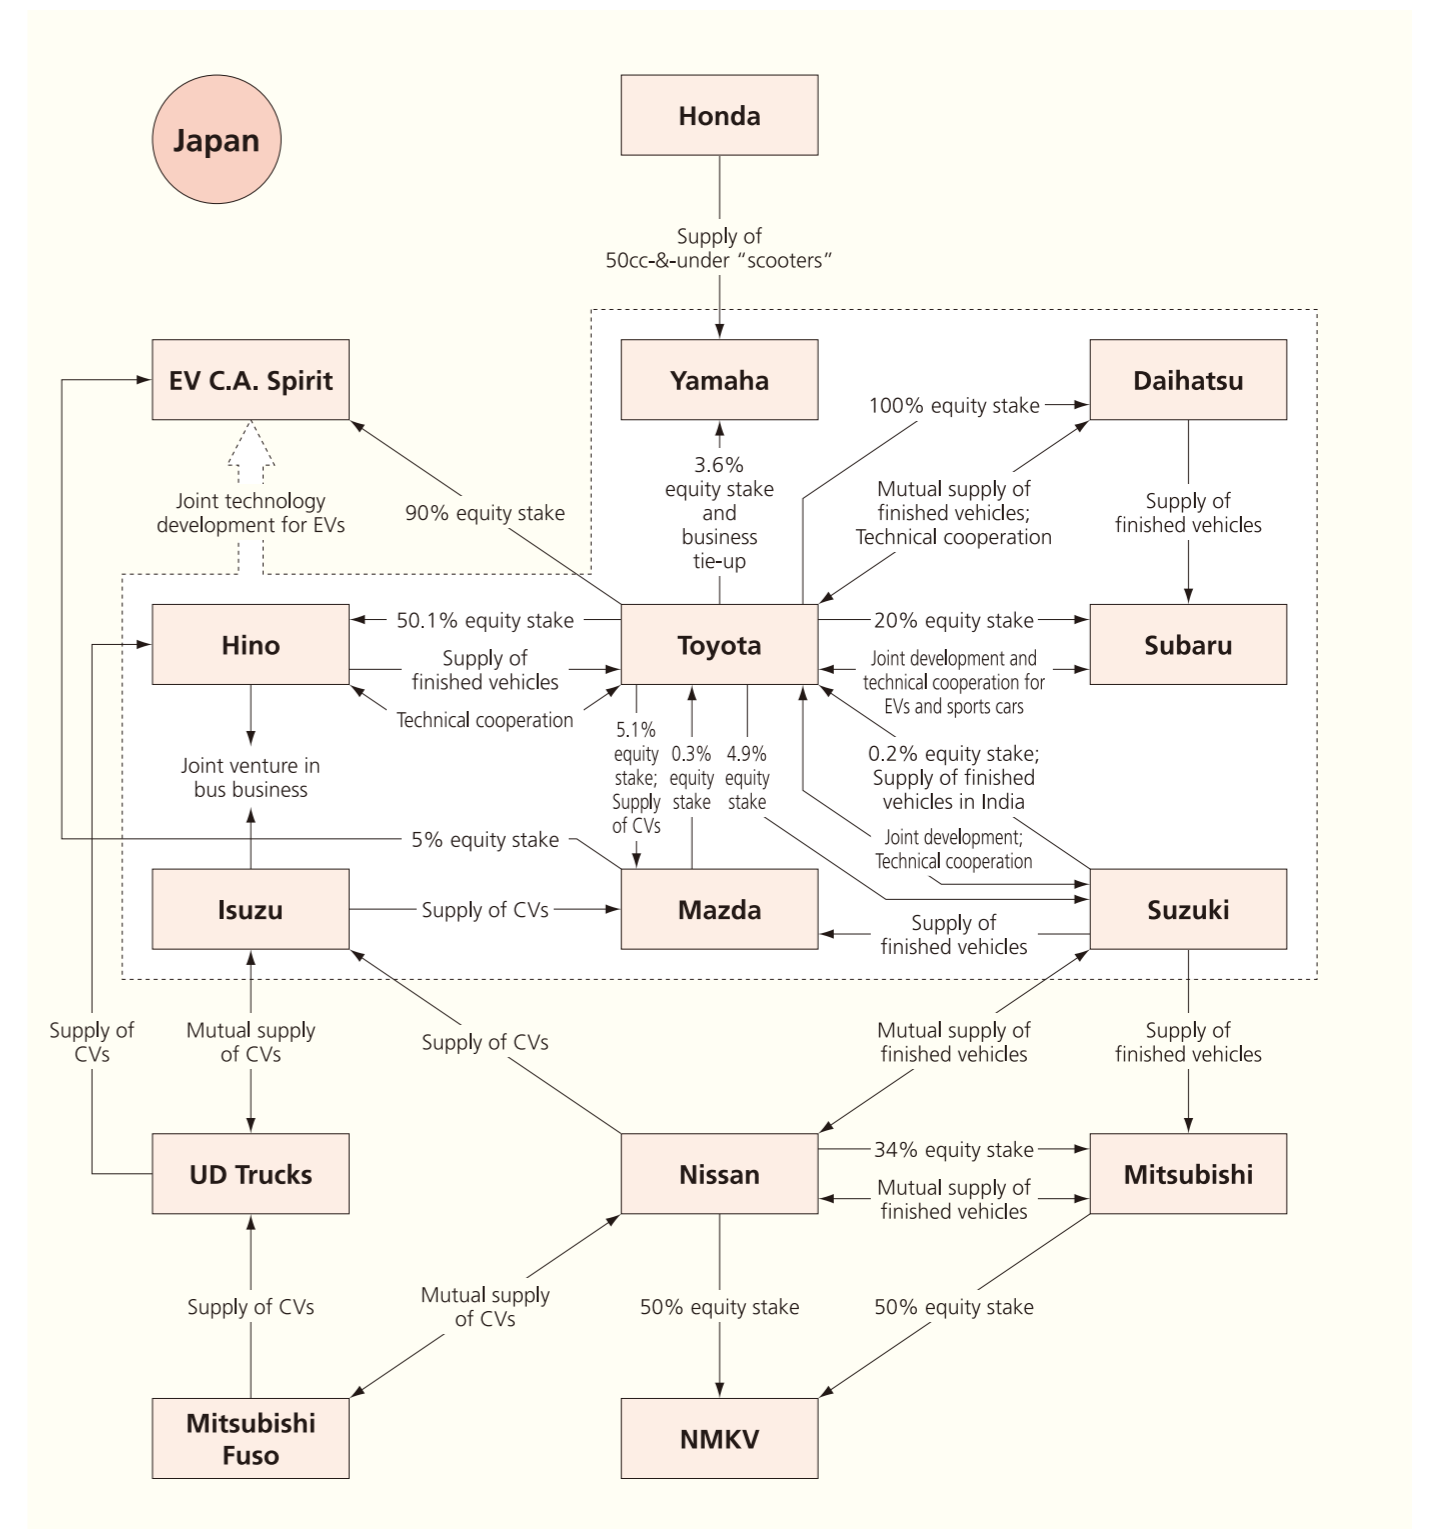 Japan
Honda
Supply of
50cc-&-under “scooters”
EV C.A. Spirit
Yamaha
Daihatsu
100% equity stake
Joint technology
development for EVs
90% equity stake
3.6%
equity stake
and
business
tie-up
Mutual supply of
finished vehicles;
Technical cooperation
Supply of
finished vehicles
Hino
50.1% equity stake
Supply of
finished vehicles
Technical cooperation
Toyota
20% equity stake
Joint development and
technical cooperation for
EVs and sports cars
Subaru
Joint venture in
bus business
5.1%
equity
stake;
Supply
of CVs
0.3%
equity
stake
4.9%
equity
stake
0.2% equity stake;
Supply of finished
vehicles in India
Joint development;
Technical cooperation
5% equity stake
Isuzu
Supply of CVs
Mazda
Supply of
finished vehicles
Suzuki
Supply of
CVs
Mutual supply
of CVs
Supply of CVs
Mutual supply of
finished vehicles
Supply of
finished vehicles
UD Trucks
Nissan
34% equity stake
Mutual supply of
finished vehicles
Mitsubishi
Supply of CVs
Mutual supply
of CVs
50% equity stake
50% equity stake
Mitsubishi
Fuso
NMKV